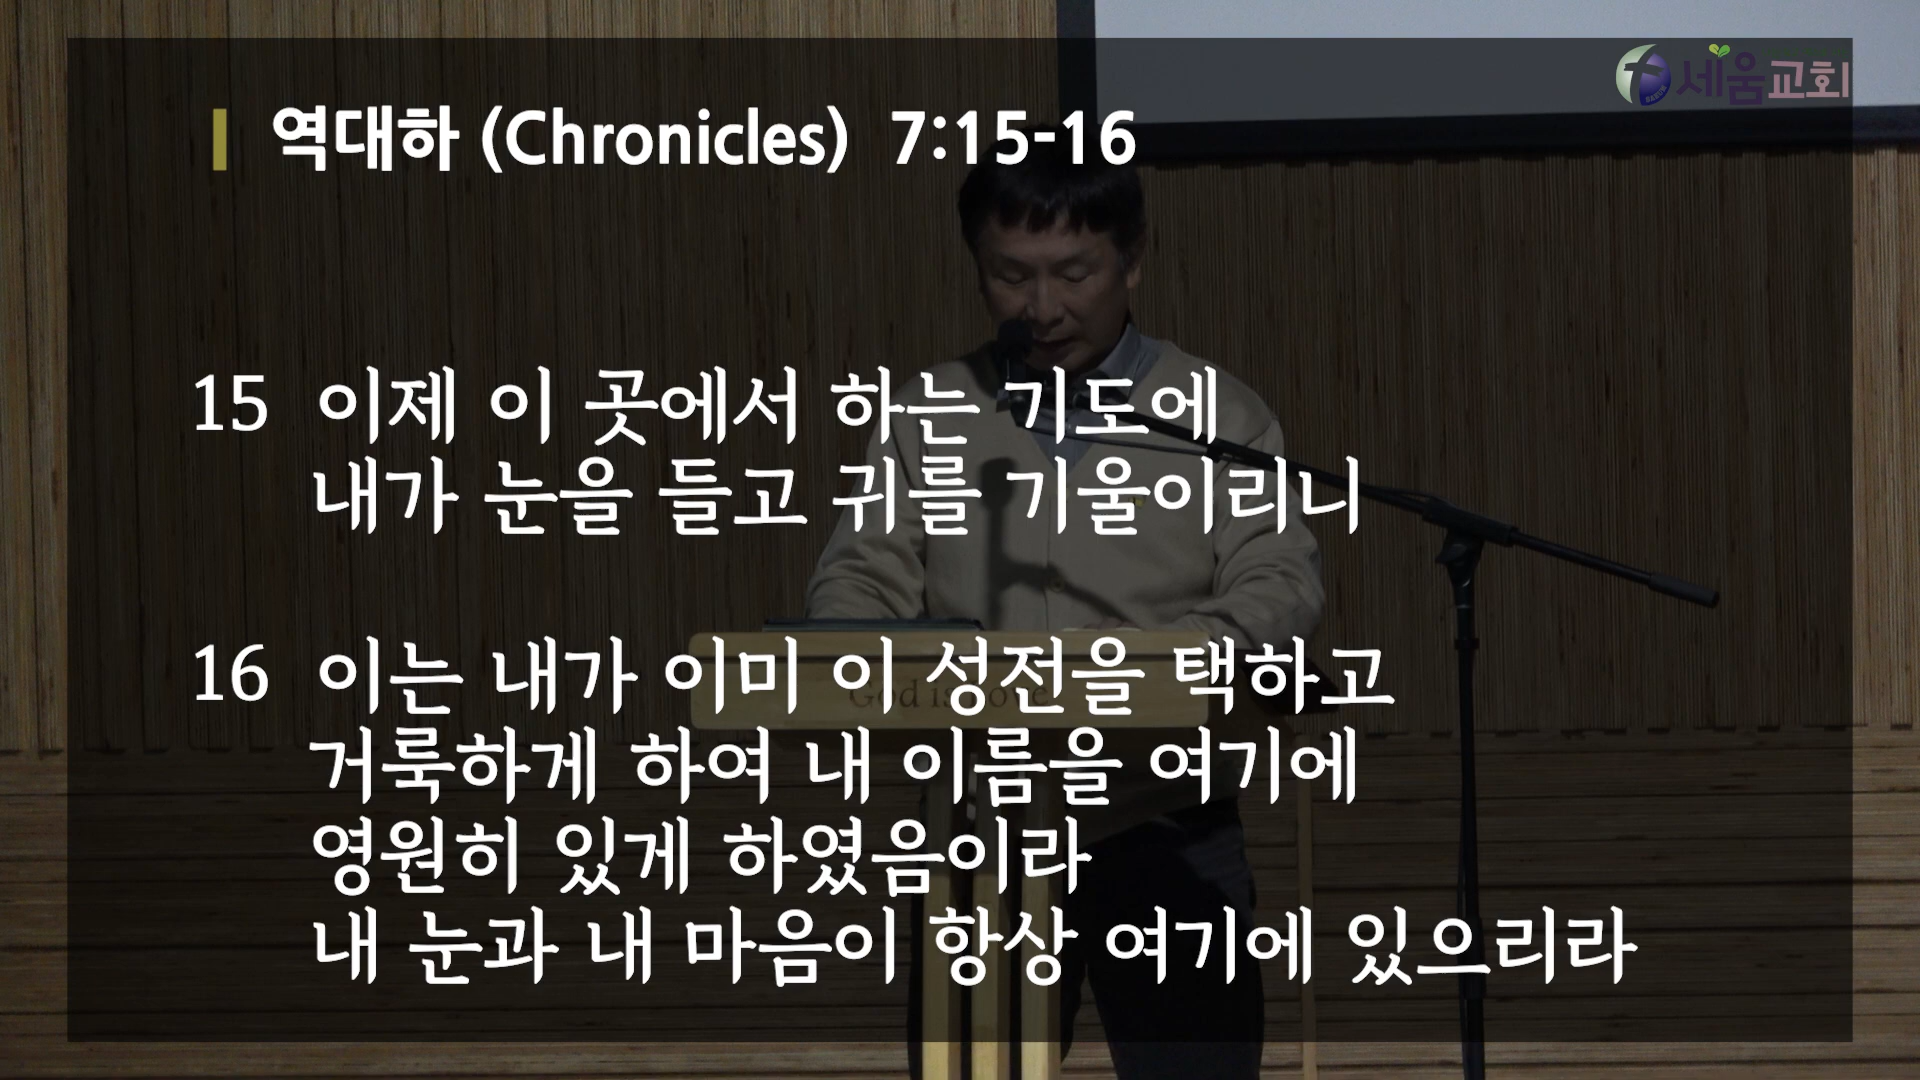 세움교회
역대하 (Chronicles) 7:15-16
15 이제 이 곳에서 하는 기도에
내가 눈을 들고 귀를 기울이리니
16 이는 내가 이미 이 성전을 택하고
God is Love
거룩하게 하여 내 이름을 여기에
영원히 있게 하였음이라
내 눈과 내 마음이 항상 여기에 있으리라